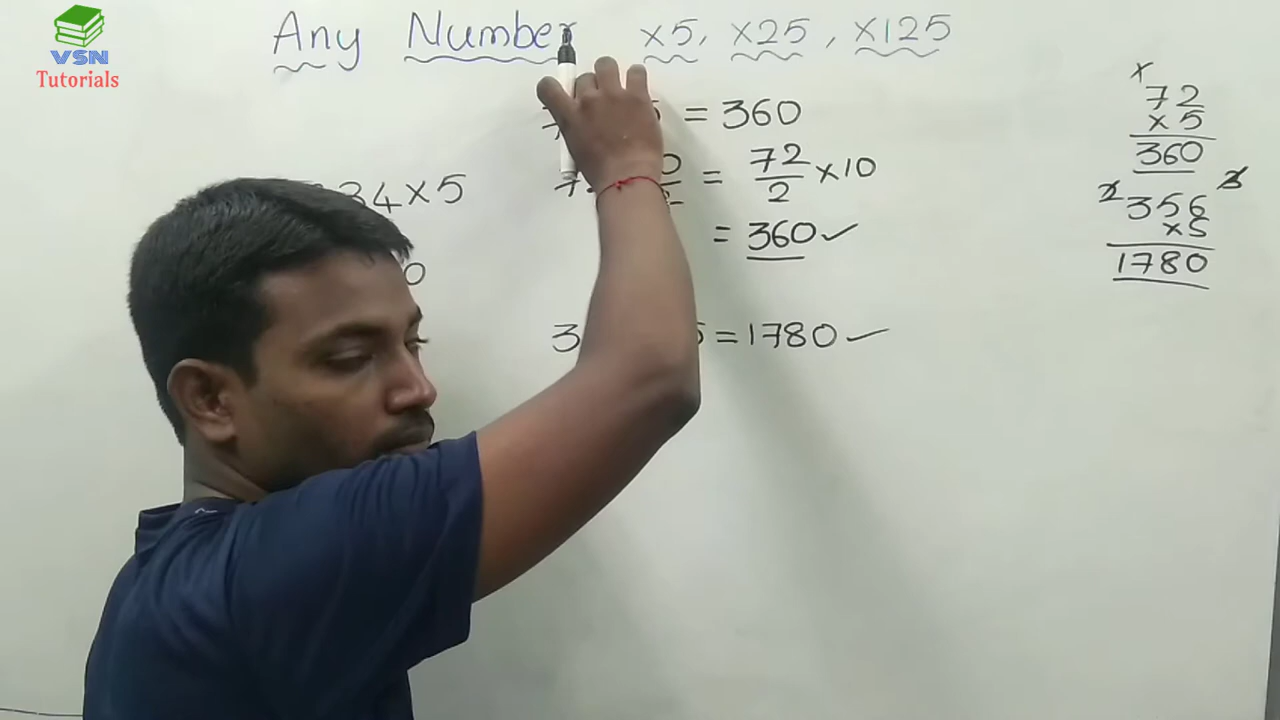 VSN
Tutorials
Any Number ×5, ×25, ×125
= 360
= 72/2 ×10
= 360 ✓
34×5
0
3 5 = 1780 ✓
72
×5
360
356
×5
1780